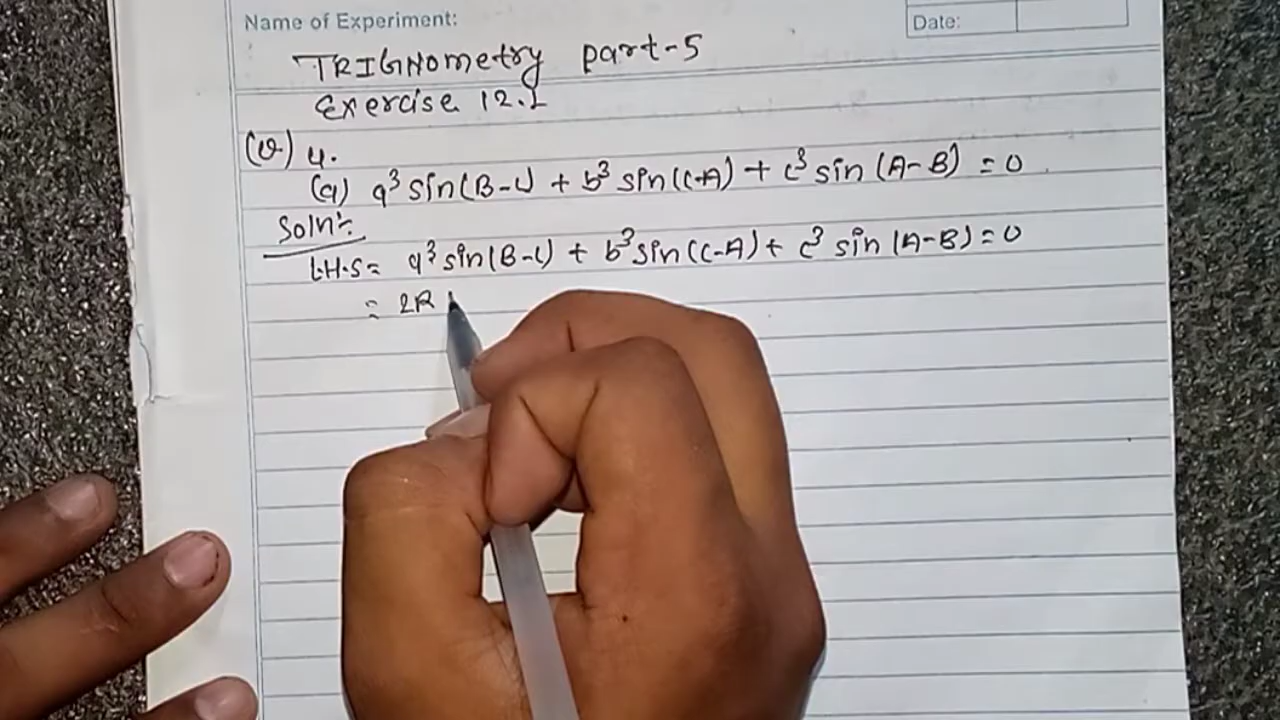 Name of Experiment:
Date:
TRIGNometry part-5
Exercise 12.1
(Q) 4.
(a) a³ sin(B-C) + b³ sin(C-A) + c³ sin (A-B) = 0
Soln:-
L.H.S = a³ sin(B-C) + b³ sin(C-A) + c³ sin (A-B) = 0
= 2R